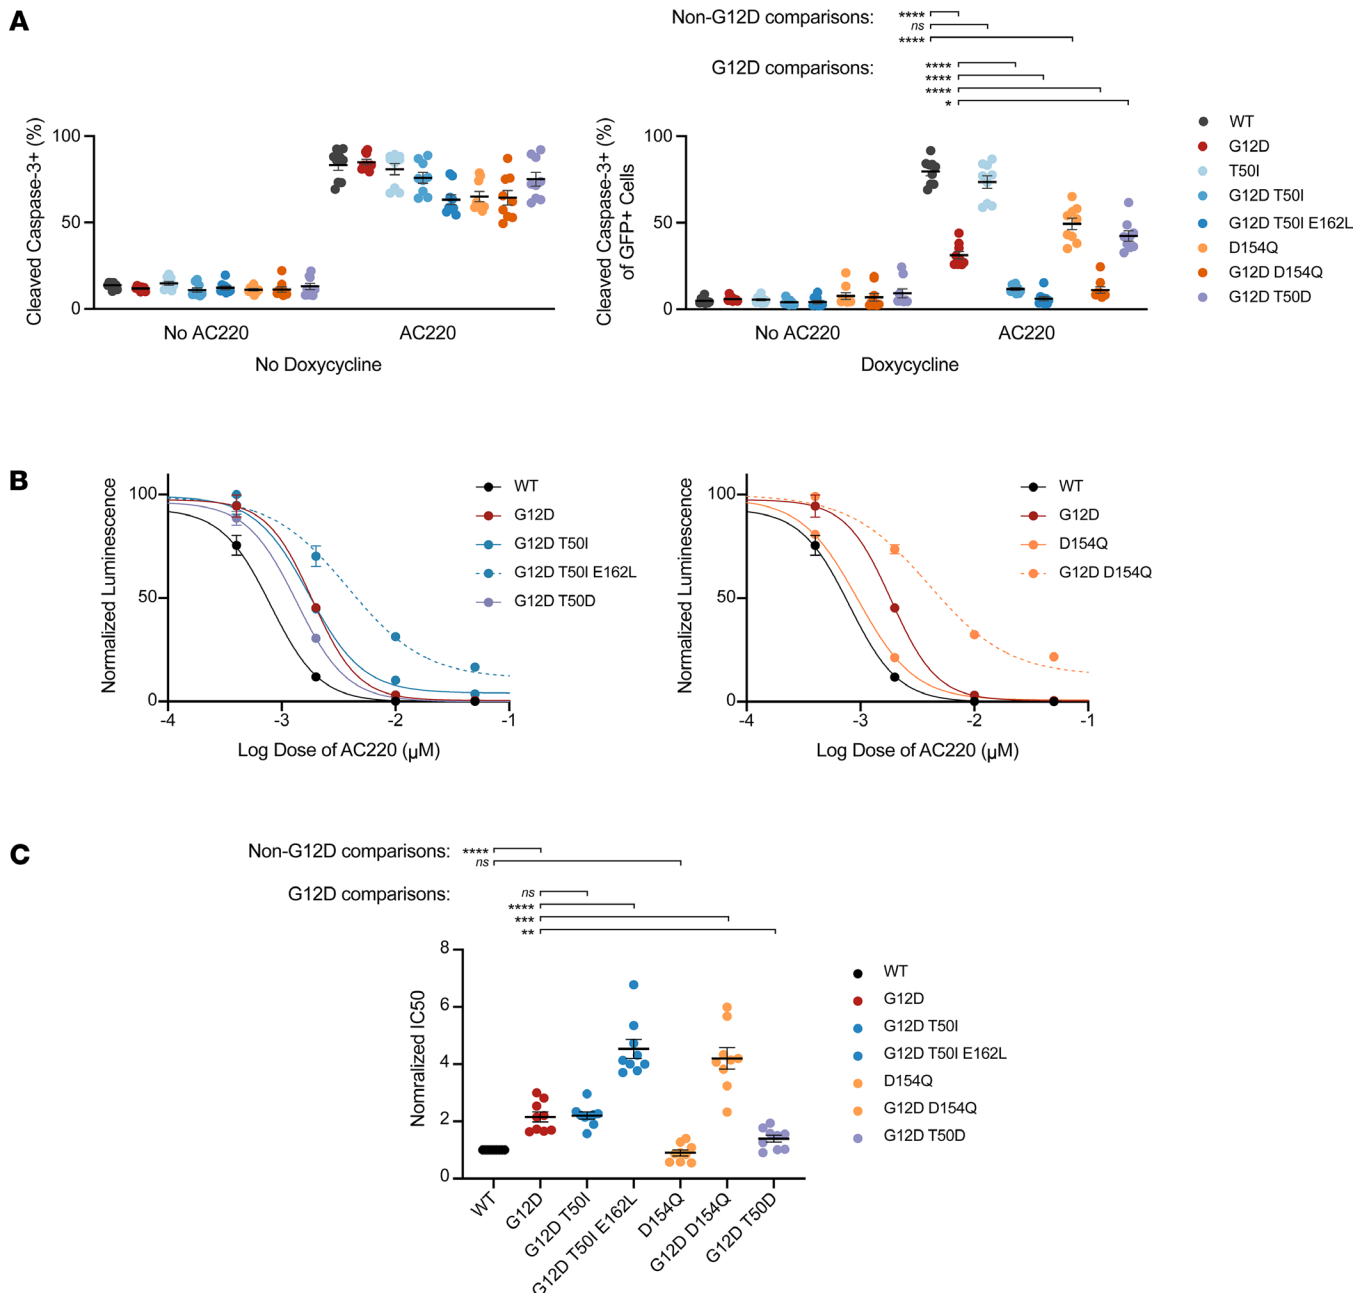 A
Non-G12D comparisons:
****
ns
****
G12D comparisons:
****
****
****
*
Cleaved Caspase-3+ (%)
100
50
0
No AC220
AC220
No Doxycycline
Cleaved Caspase-3+ (%)
of GFP+ Cells
100
50
0
No AC220
AC220
Doxycycline
WT
G12D
T50I
G12D T50I
G12D T50I E162L
D154Q
G12D D154Q
G12D T50D
B
Normalized Luminescence
100
50
0
-4
-3
-2
-1
Log Dose of AC220 (μM)
WT
G12D
G12D T50I
G12D T50I E162L
G12D T50D
Normalized Luminescence
100
50
0
-4
-3
-2
-1
Log Dose of AC220 (μM)
WT
G12D
D154Q
G12D D154Q
C
Non-G12D comparisons:
****
ns
G12D comparisons:
ns
****
***
**
Nomralized IC50
8
6
4
2
0
WT
G12D
G12D T50I
G12D T50I E162L
D154Q
G12D D154Q
G12D T50D
WT
G12D
G12D T50I
G12D T50I E162L
D154Q
G12D D154Q
G12D T50D